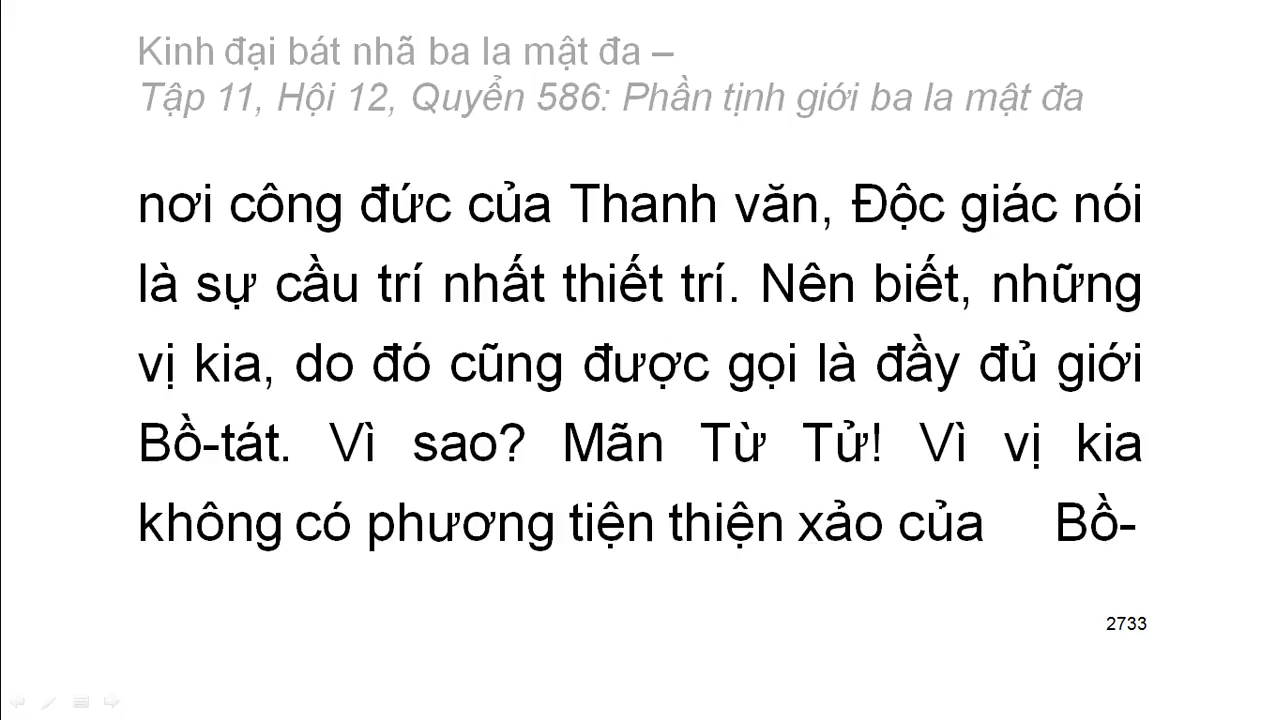 Kinh đại bát nhã ba la mật đa –
Tập 11, Hội 12, Quyển 586: Phần tịnh giới ba la mật đa
nơi công đức của Thanh văn, Độc giác nói
là sự cầu trí nhất thiết trí. Nên biết, những
vị kia, do đó cũng được gọi là đầy đủ giới
Bồ-tát. Vì sao? Mãn Từ Tử! Vì vị kia
không có phương tiện thiện xảo của Bồ-
2733